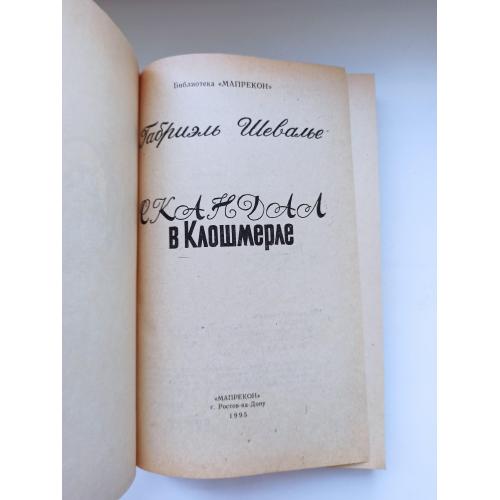 Библиотека «МАПРЕКОН»
Габриэль Шевалье
СКАНДАЛ
в Клошмерле
«МАПРЕКОН»
г. Ростов-на-Дону
1995